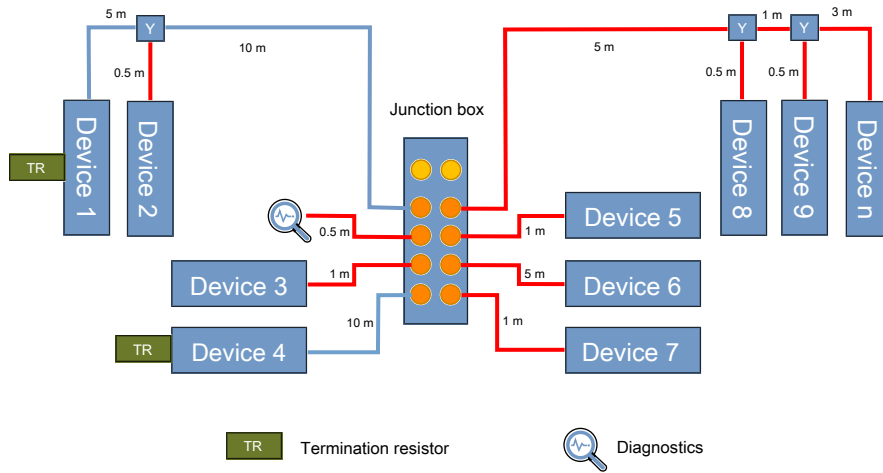 5 m
Y
10 m
0.5 m
Device 1
Device 2
TR
Junction box
5 m
Y
1 m
Y
3 m
0.5 m
0.5 m
Device 8
Device 9
Device n
0.5 m
Device 5
1 m
Device 3
1 m
5 m
Device 6
TR
Device 4
10 m
1 m
Device 7
TR
Termination resistor
Diagnostics